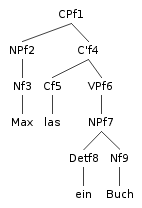 CPf1
NPf2 C'f4
Nf3 Cf5 VPf6
Max las NPf7
Detf8 Nf9
ein Buch